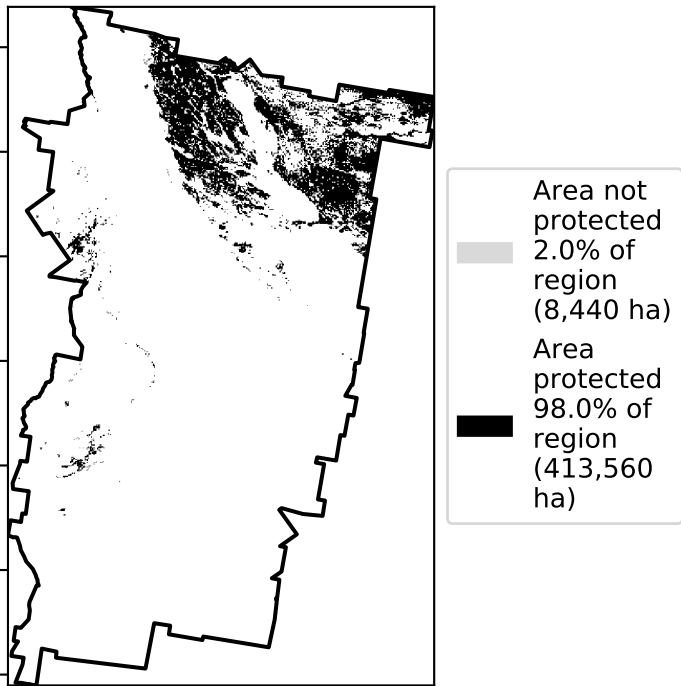 Area not
protected
2.0% of
region
(8,440 ha)
Area
protected
98.0% of
region
(413,560
ha)